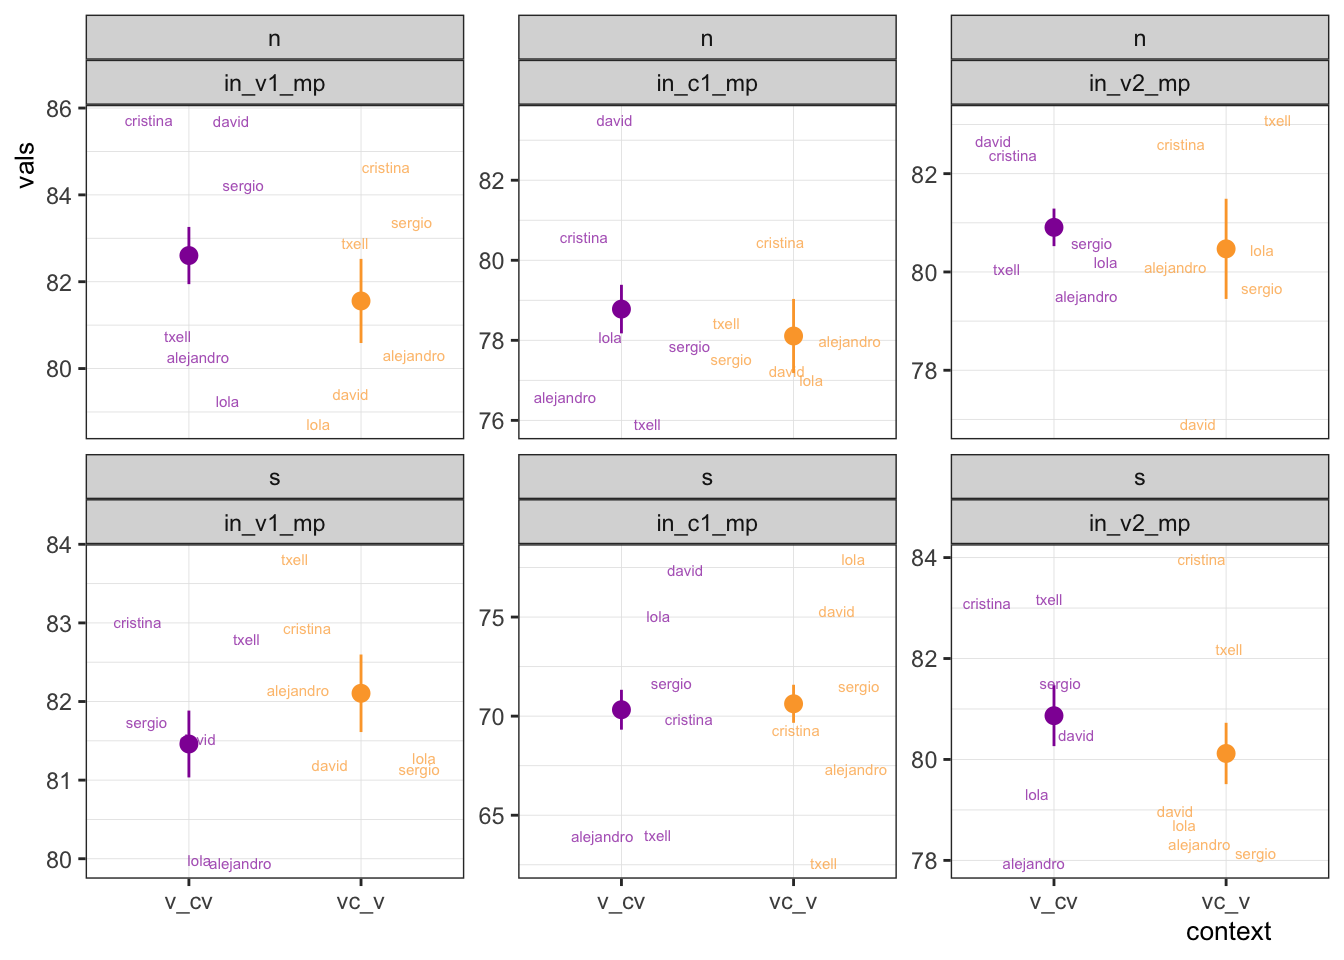 n
n
n
in_v1_mp
in_c1_mp
in_v2_mp
vals
86
84
82
80
cristina
david
sergio
txell
alejandro
lola
cristina
sergio
txell
alejandro
david
lola
82
80
78
76
david
cristina
lola
sergio
alejandro
txell
cristina
txell
alejandro
sergio
david
lola
82
80
78
david
cristina
sergio
lola
txell
alejandro
txell
cristina
lola
alejandro
sergio
david
s
s
s
in_v1_mp
in_c1_mp
in_v2_mp
84
83
82
81
80
cristina
txell
sergio
vid
lola
alejandro
txell
cristina
alejandro
david
lola
sergio
75
70
65
david
lola
sergio
cristina
alejandro
txell
lola
david
sergio
cristina
alejandro
txell
84
82
80
78
txell
cristina
sergio
david
lola
alejandro
cristina
txell
david
lola
alejandro
sergio
v_cv
vc_v
v_cv
vc_v
v_cv
vc_v
context